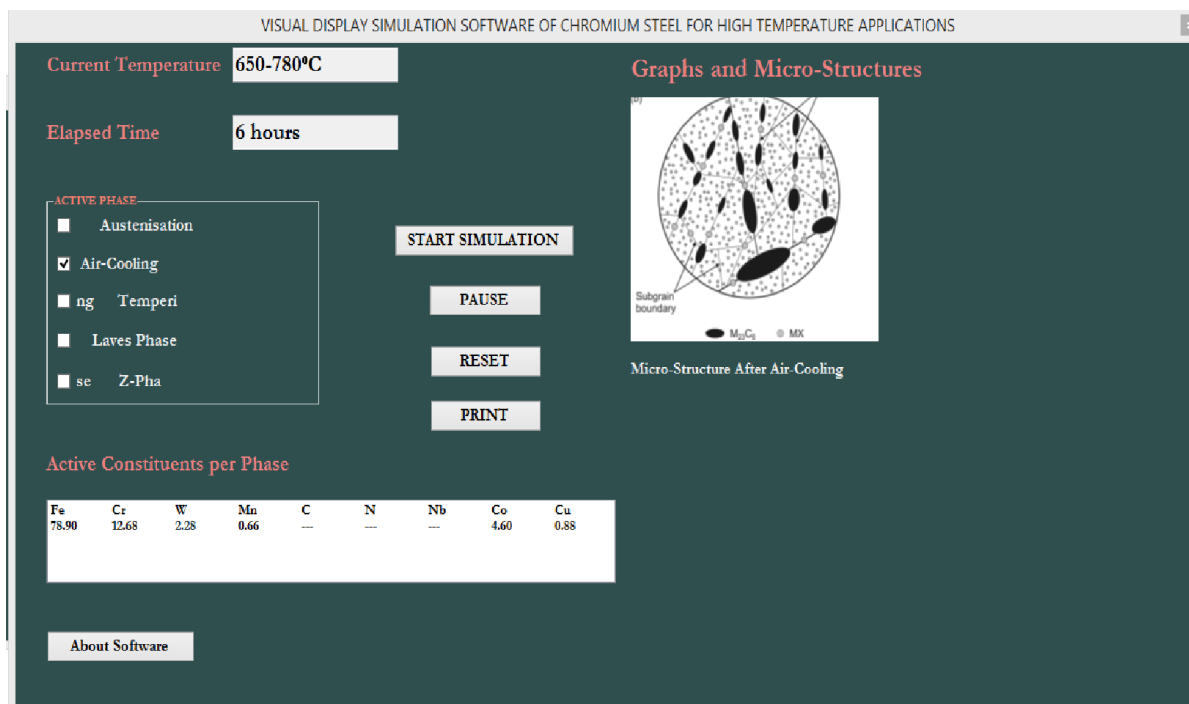 VISUAL DISPLAY SIMULATION SOFTWARE OF CHROMIUM STEEL FOR HIGH TEMPERATURE APPLICATIONS
Current Temperature 650-780⁰C
Elapsed Time 6 hours
ACTIVE PHASE
Austenisation
Air-Cooling
ng Temperi
Laves Phase
se Z-Pha
START SIMULATION
PAUSE
RESET
PRINT
Graphs and Micro-Structures
Subgrain
boundary
M₂₃C₆ MX
Micro-Structure After Air-Cooling
Active Constituents per Phase
Fe Cr W Mn C N Nb Co Cu
78.90 12.68 2.28 0.66 --- --- --- 4.60 0.88
About Software